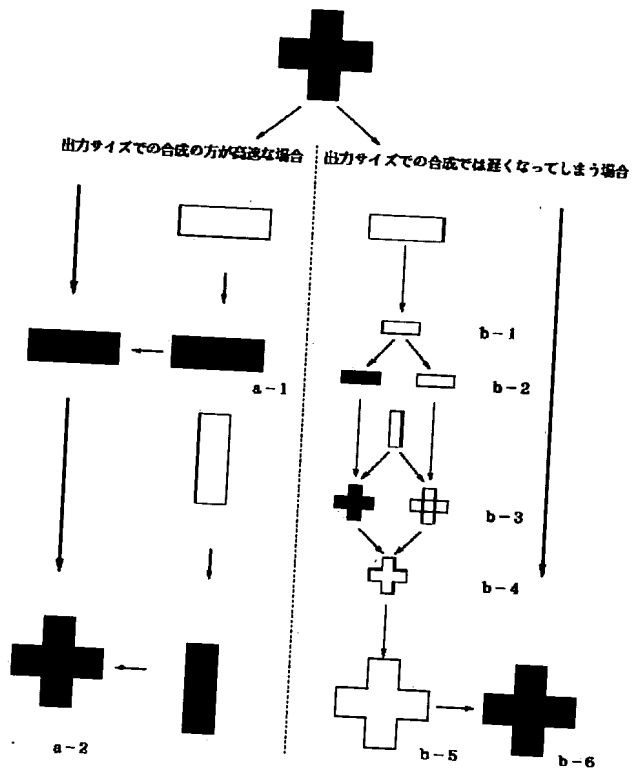 出力サイズでの合成の方が高速な場合
出力サイズでの合成では遅くなってしまう場合
a-1
a-2
b-1
b-2
b-3
b-4
b-5
b-6